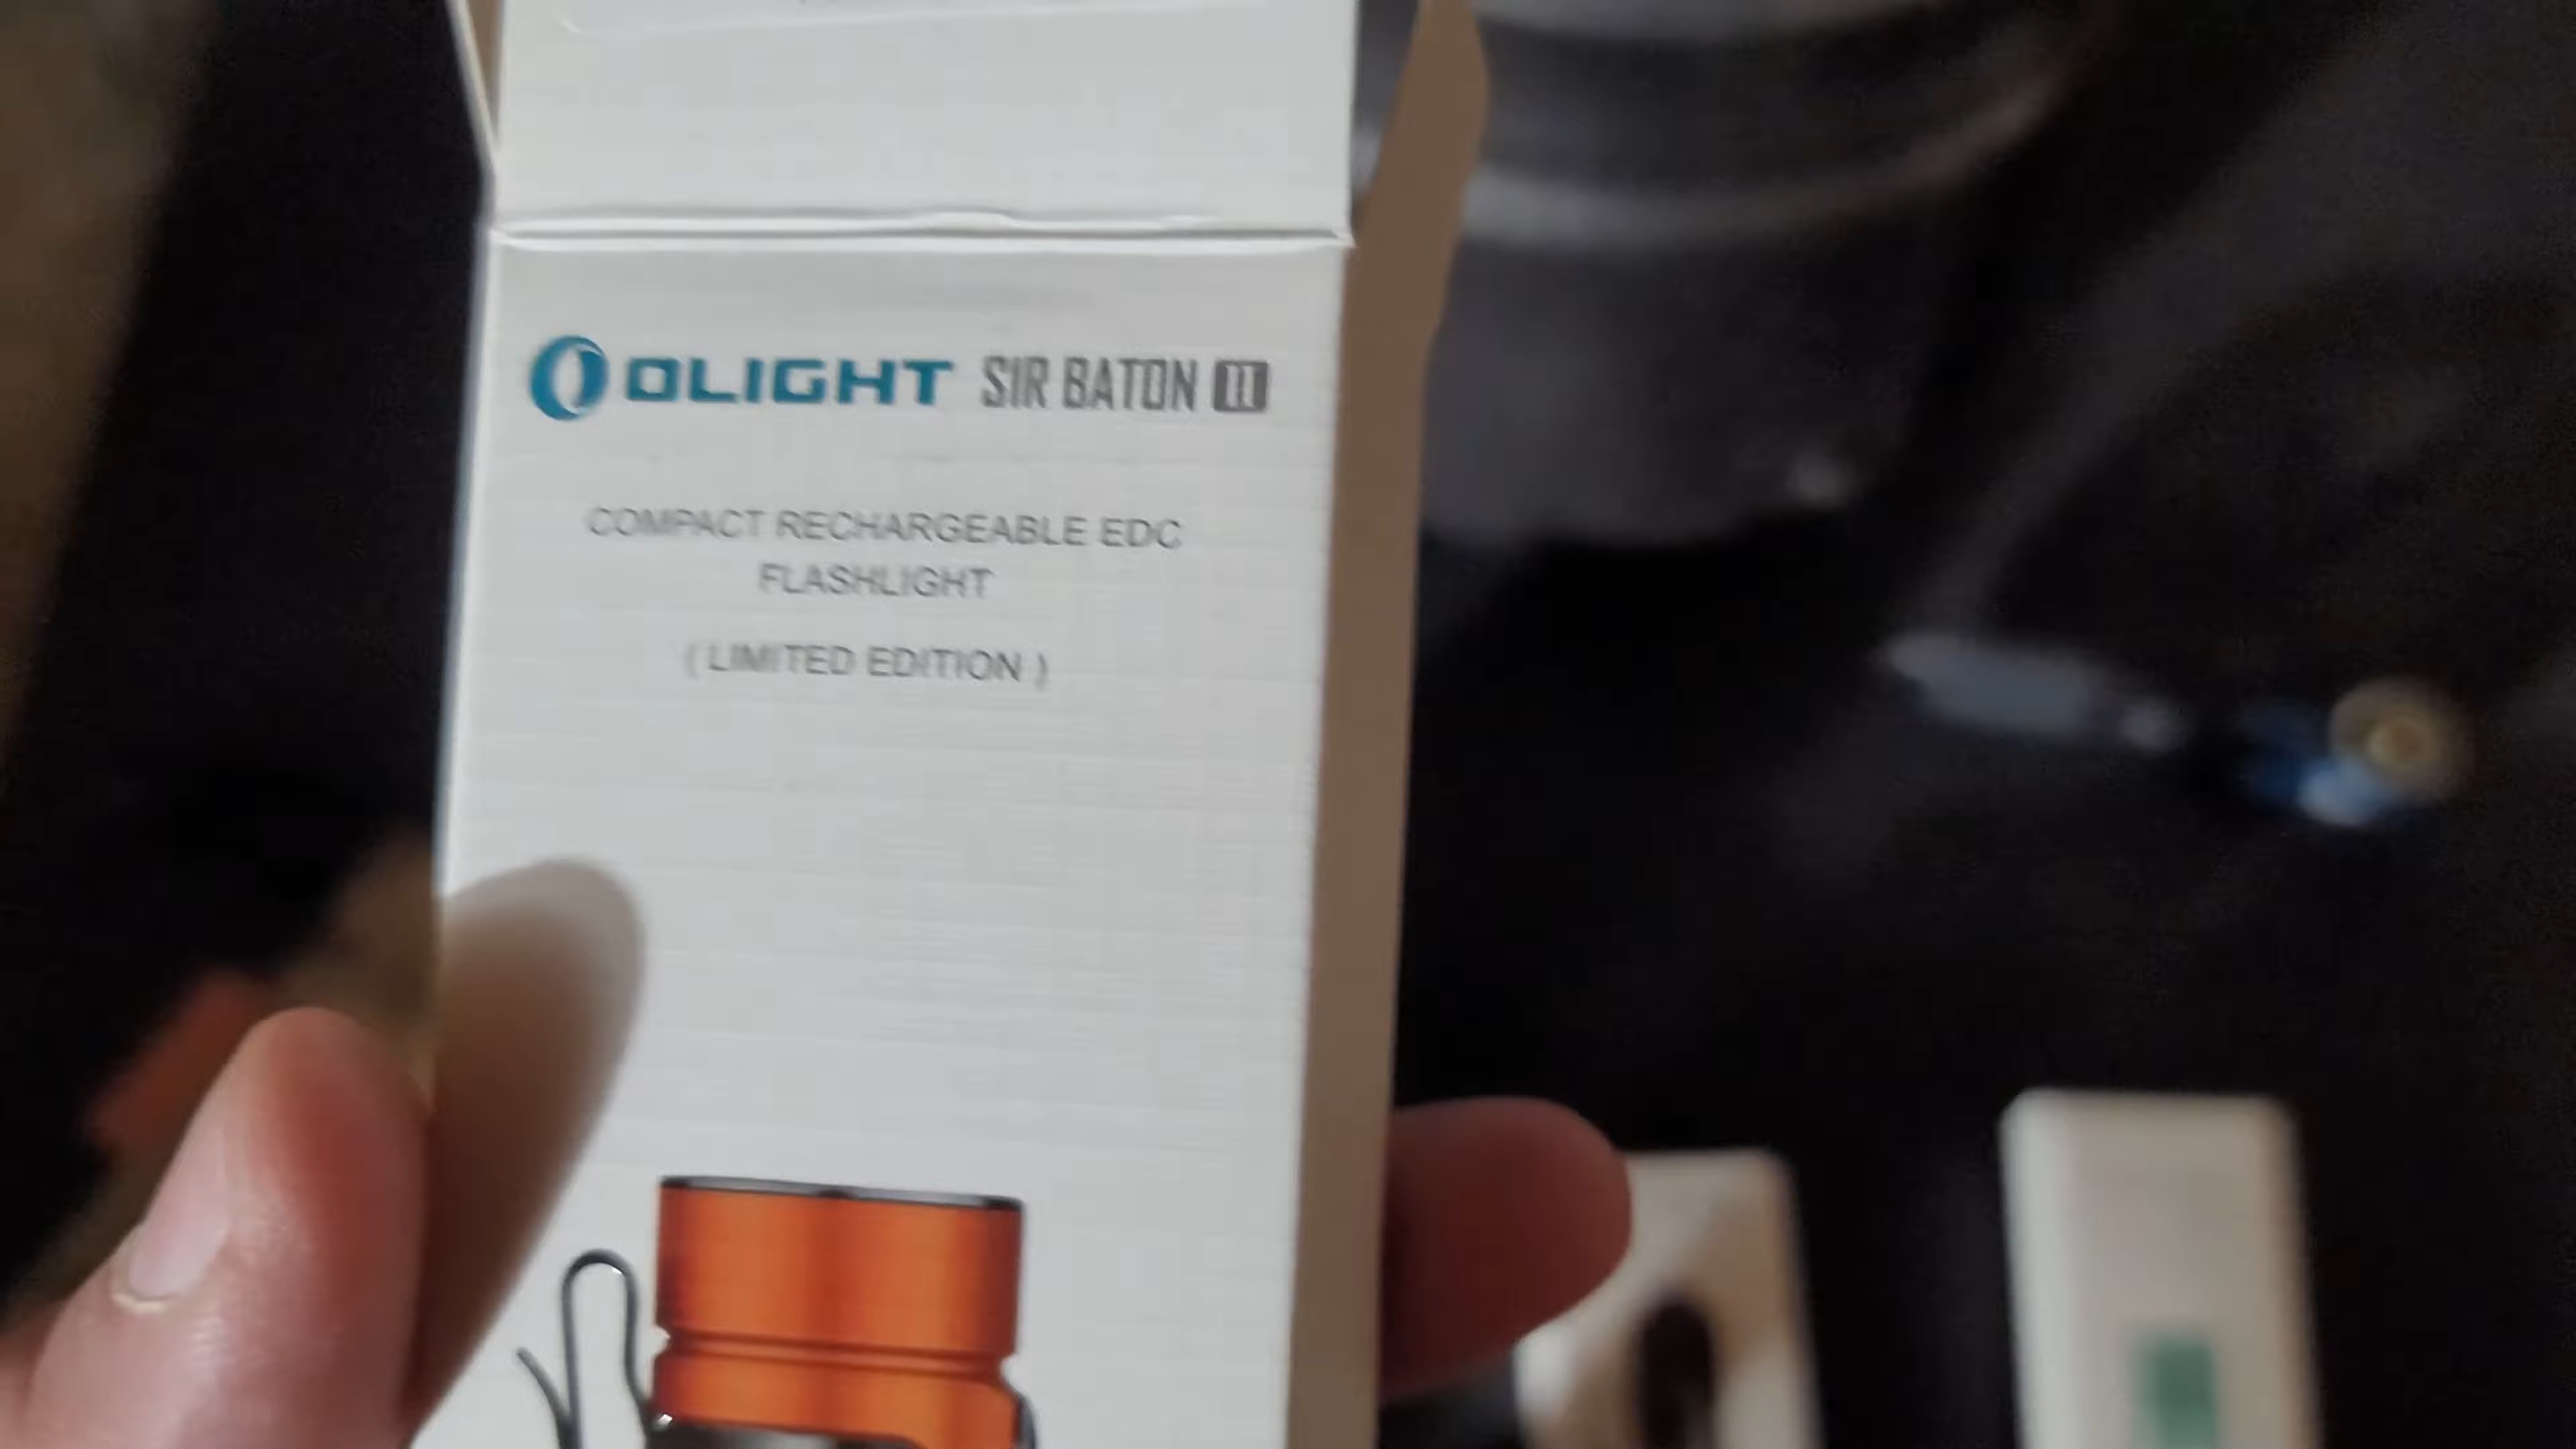 OLIGHT SIR BATON II
COMPACT RECHARGEABLE EDC
FLASHLIGHT
( LIMITED EDITION )